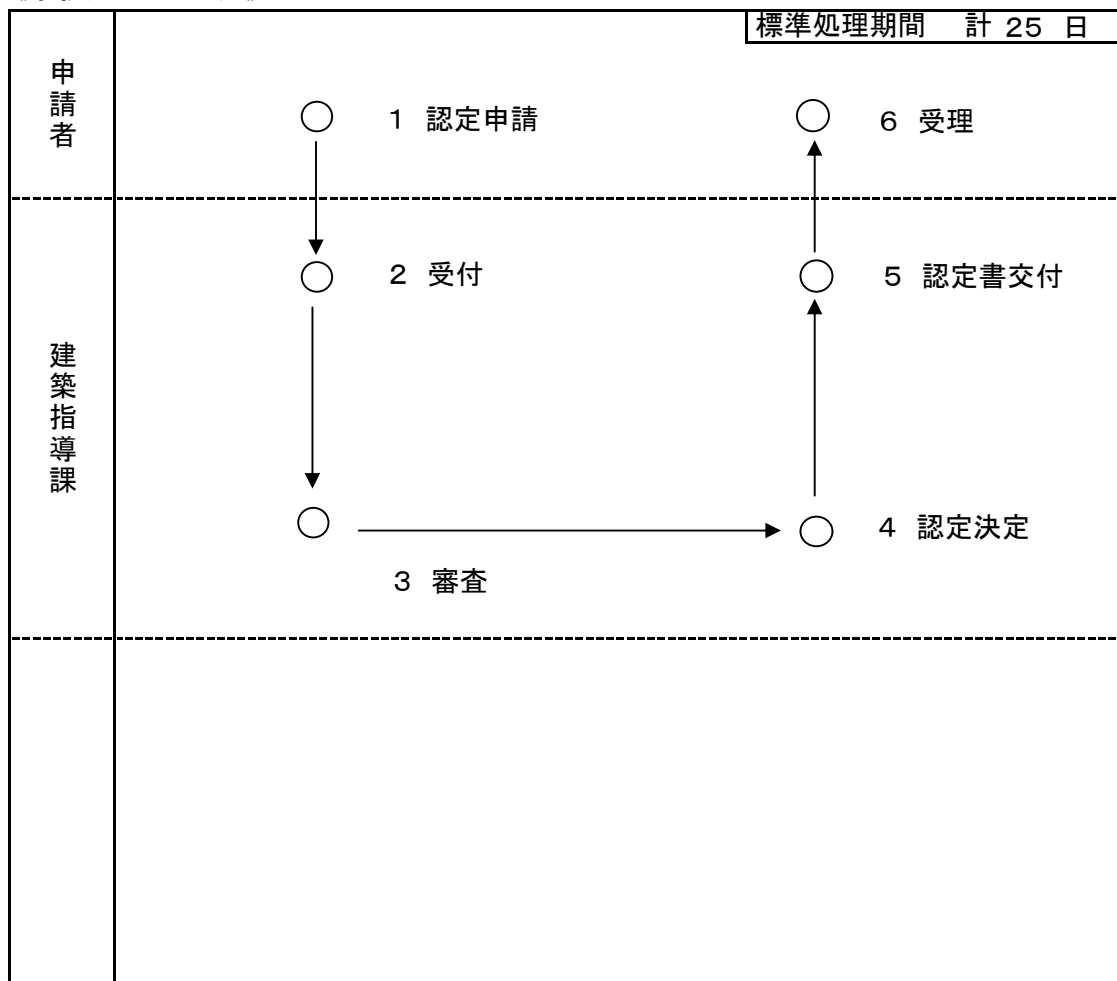 標準処理期間　計 25 日
申請者
1 認定申請
6 受理
2 受付
5 認定書交付
建築指導課
4 認定決定
3 審査